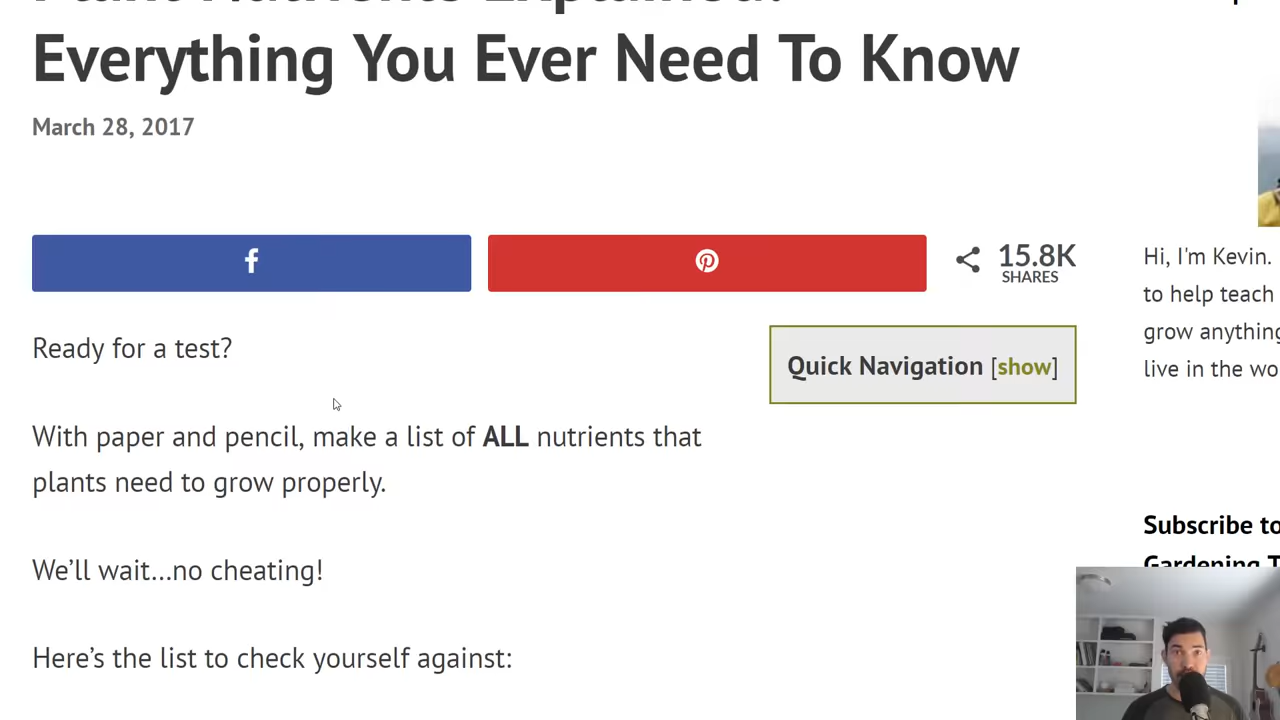 Everything You Ever Need To Know
March 28, 2017
15.8K
SHARES
Ready for a test?
Quick Navigation [show]
With paper and pencil, make a list of ALL nutrients that
plants need to grow properly.
We'll wait...no cheating!
Here's the list to check yourself against:
Hi, I'm Kevin.
to help teach
grow anything
live in the wo
Subscribe to
Gardening